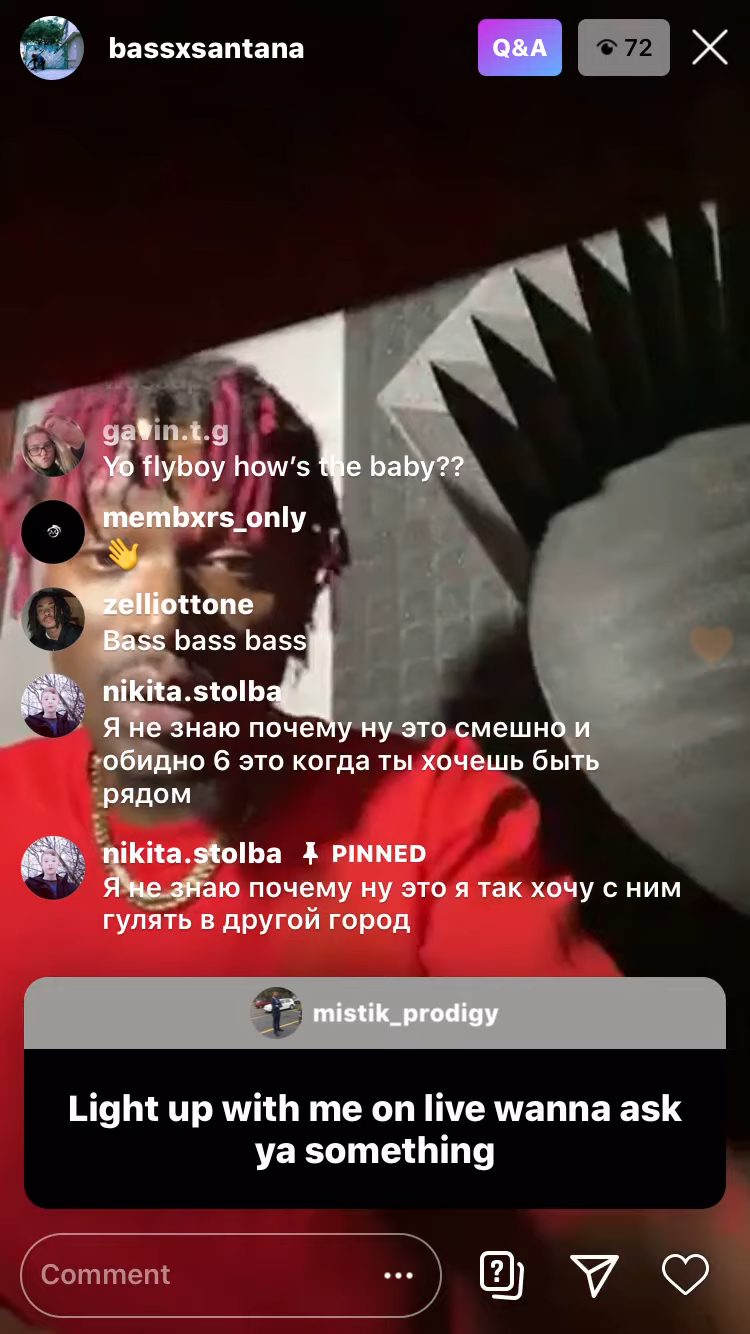 bassxsantana
Q&A
72
gavin.t.g
Yo flyboy how’s the baby??
membxrs_only
👋
zelliottone
Bass bass bass
nikita.stolba
Я не знаю почему ну это смешно и
обидно 6 это когда ты хочешь быть
рядом
nikita.stolba PINNED
Я не знаю почему ну это я так хочу с ним
гулять в другой город
mistik_prodigy
Light up with me on live wanna ask
ya something
Comment